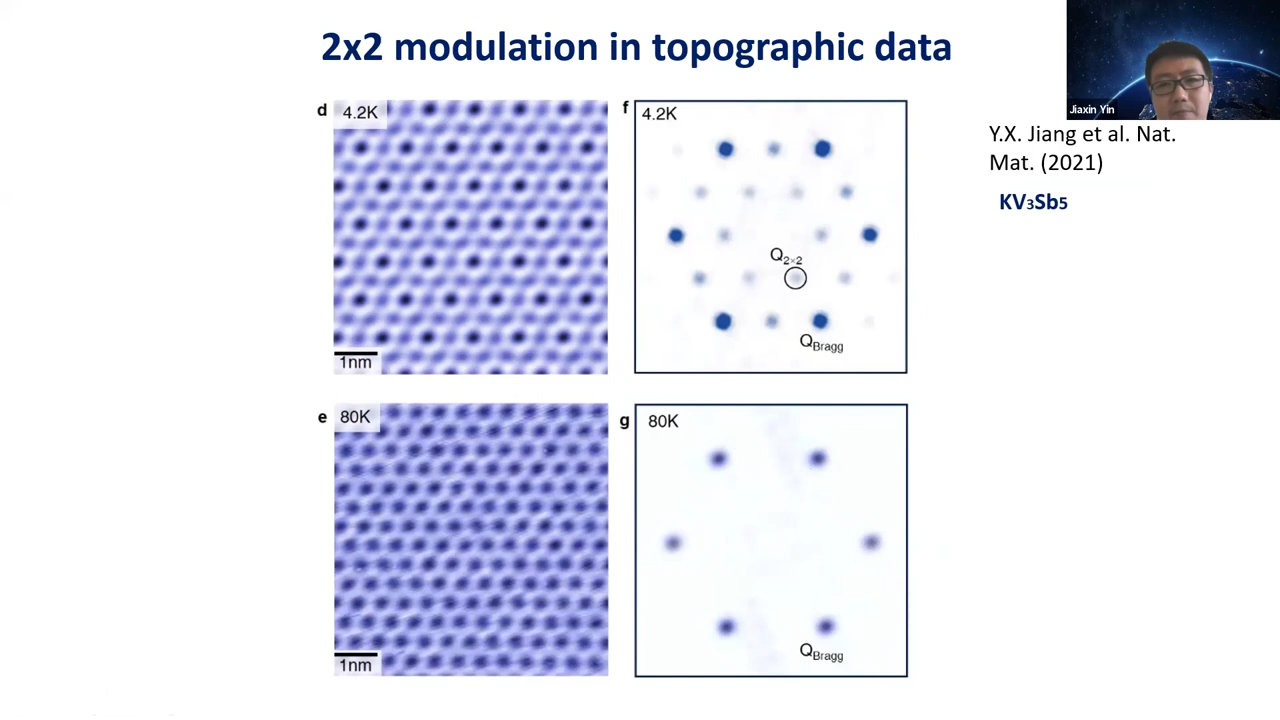 2x2 modulation in topographic data
Jiaxin Yin
Y.X. Jiang et al. Nat.
Mat. (2021)
KV₃Sb₅
d 4.2K
1nm
f 4.2K
Q₂ₓ₂
Q_Bragg
e 80K
1nm
g 80K
Q_Bragg